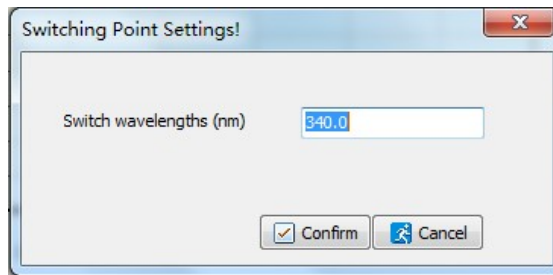 Switching Point Settings!
Switch wavelengths (nm) 340.0
Confirm Cancel